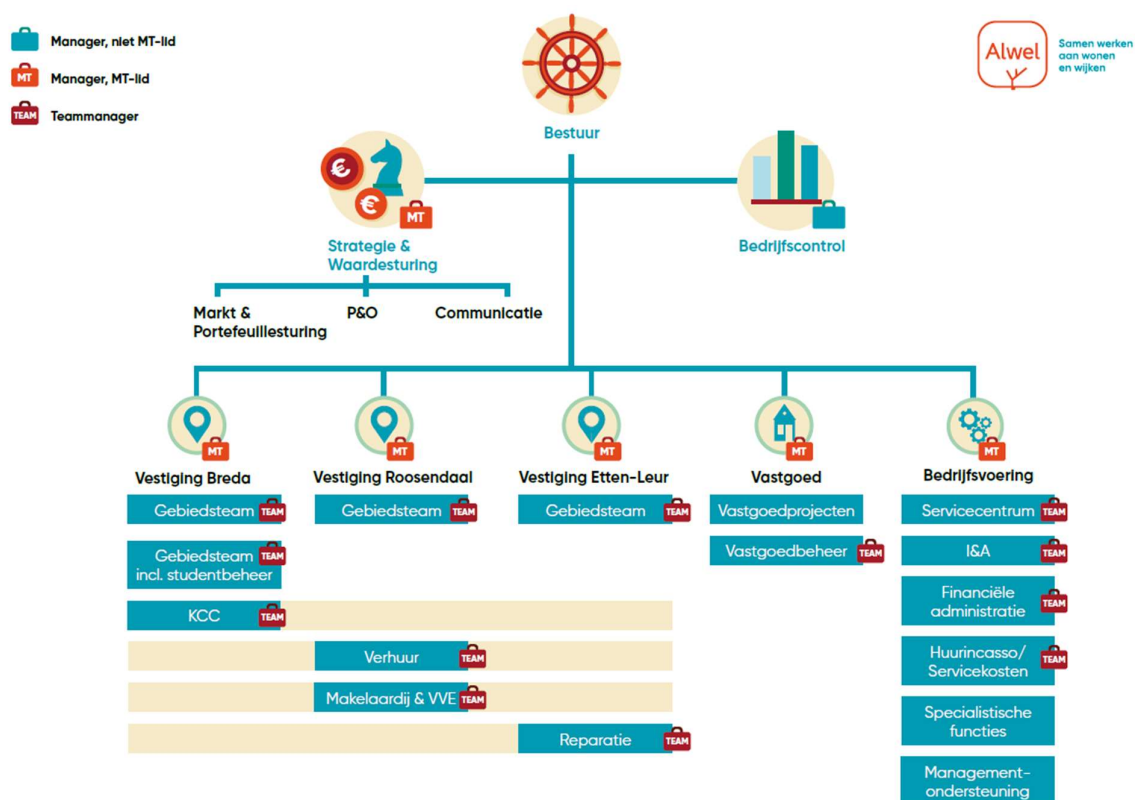 Manager, niet MT-lid
MT
Manager, MT-lid
TEAM
Teammanager
Alwel
Samen werken
aan wonen
en wijken
Bestuur
€
€
MT
Strategie &
Waardesturing
Bedrijfscontrol
Markt &
Portefeuillesturing
P&O
Communicatie
MT
MT
MT
MT
MT
Vestiging Breda
Vestiging Roosendaal
Vestiging Etten-Leur
Vastgoed
Bedrijfsvoering
Gebiedsteam TEAM
Gebiedsteam TEAM
Gebiedsteam TEAM
Vastgoedprojecten
Servicecentrum TEAM
Gebiedsteam TEAM
incl. studentbeheer
Vastgoedbeheer TEAM
I&A TEAM
KCC TEAM
Financiële
administratie TEAM
Verhuur TEAM
Huurincasso/ TEAM
Servicekosten
Makelaardij & VVE TEAM
Specialistische
functies
Reparatie TEAM
Management-
ondersteuning